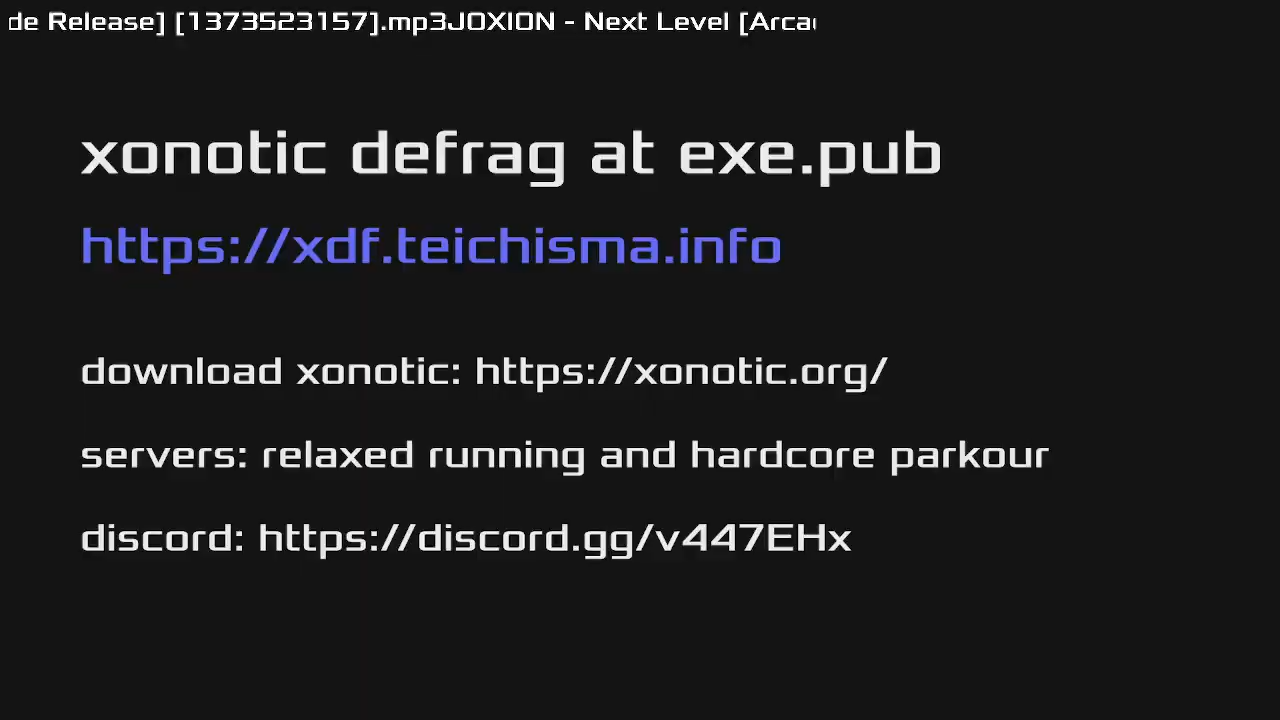 de Release] [1373523157].mp3JOXION - Next Level [Arca
xonotic defrag at exe.pub
https://xdf.teichisma.info
download xonotic: https://xonotic.org/
servers: relaxed running and hardcore parkour
discord: https://discord.gg/v447EHx